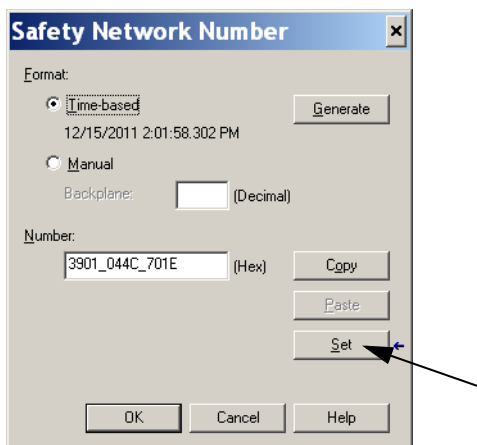 Safety Network Number
Format:
Time-based
Generate
12/15/2011 2:01:58.302 PM
Manual
Backplane:
(Decimal)
Number:
3901_044C_701E
(Hex)
Copy
Paste
Set
OK
Cancel
Help